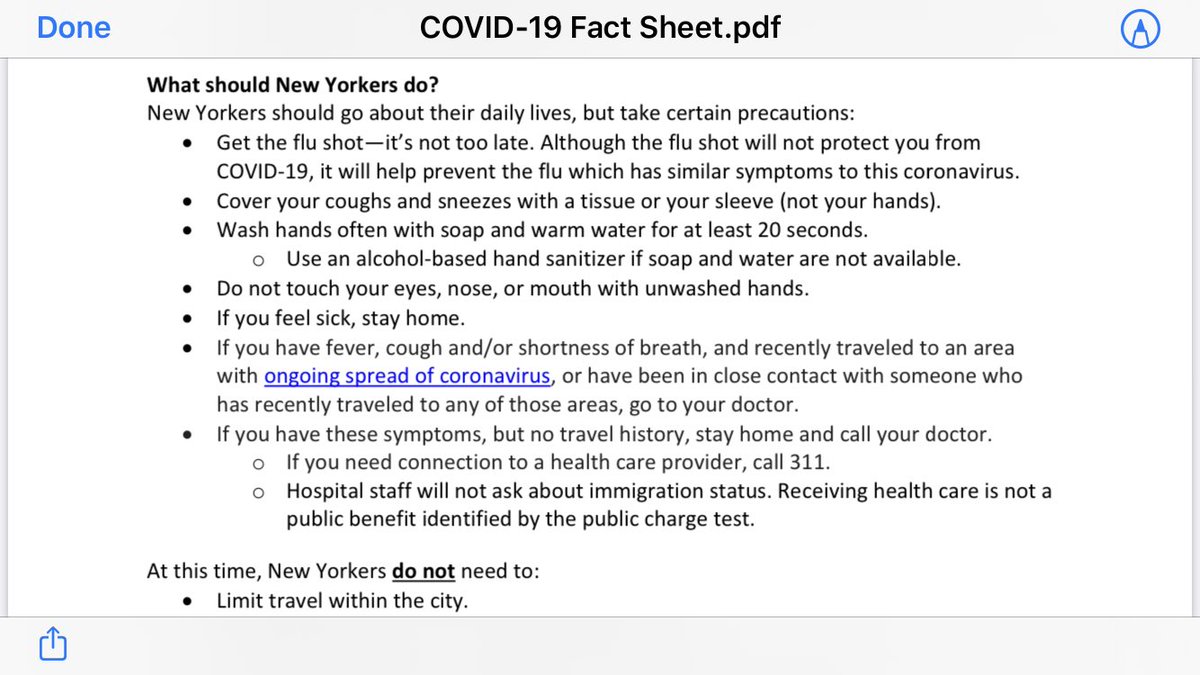 Done
COVID-19 Fact Sheet.pdf
What should New Yorkers do?
New Yorkers should go about their daily lives, but take certain precautions:
• Get the flu shot—it’s not too late. Although the flu shot will not protect you from
COVID-19, it will help prevent the flu which has similar symptoms to this coronavirus.
• Cover your coughs and sneezes with a tissue or your sleeve (not your hands).
• Wash hands often with soap and warm water for at least 20 seconds.
o Use an alcohol-based hand sanitizer if soap and water are not available.
• Do not touch your eyes, nose, or mouth with unwashed hands.
• If you feel sick, stay home.
• If you have fever, cough and/or shortness of breath, and recently traveled to an area
with ongoing spread of coronavirus, or have been in close contact with someone who
has recently traveled to any of those areas, go to your doctor.
• If you have these symptoms, but no travel history, stay home and call your doctor.
o If you need connection to a health care provider, call 311.
o Hospital staff will not ask about immigration status. Receiving health care is not a
public benefit identified by the public charge test.
At this time, New Yorkers do not need to:
• Limit travel within the city.